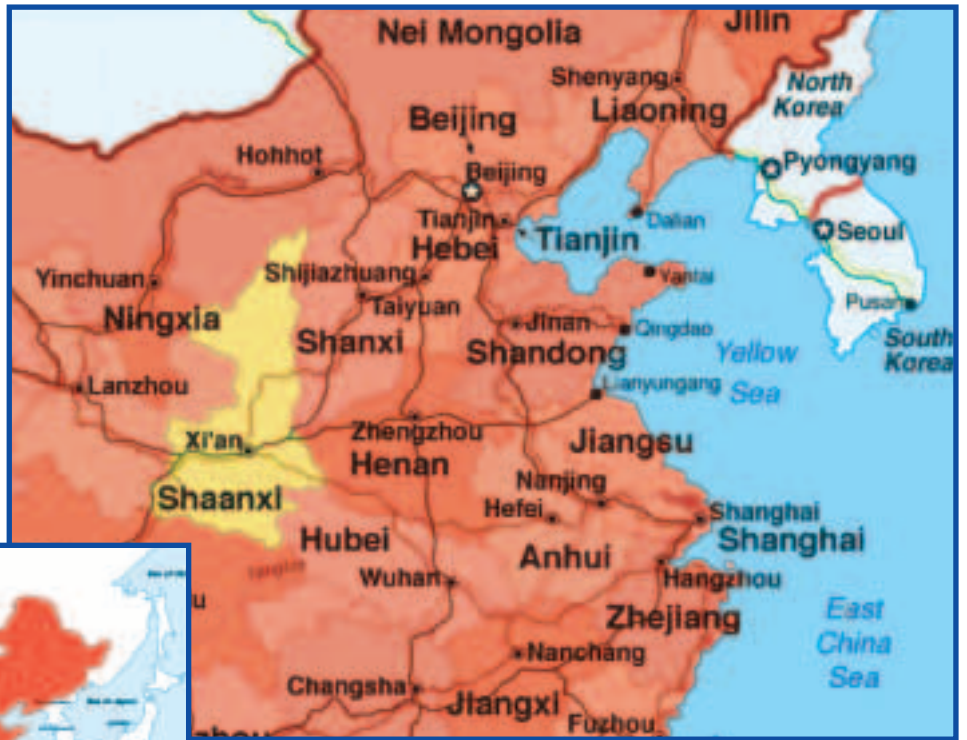 Nei Mongolia
Jilin
Shenyang
North
Korea
Liaoning
Beijing
Hohhot
Beijing
Pyongyang
Tianjin
Dalian
Hebei
Tianjin
Seoul
Yinchuan
Shijiazhuang
Yantai
Taiyuan
Pusan
Ningxia
Shanxi
Jinan
Qingdao
South
Korea
Shandong
Yellow
Sea
Lanzhou
Lianyungang
Xi'an
Zhengzhou
Jiangsu
Henan
Shaanxi
Nanjing
Hefei
Shanghai
Hubei
Anhui
Shanghai
Wuhan
Hangzhou
Zhejiang
East
China
Sea
Nanchang
Changsha
Jiangxi
Fuzhou